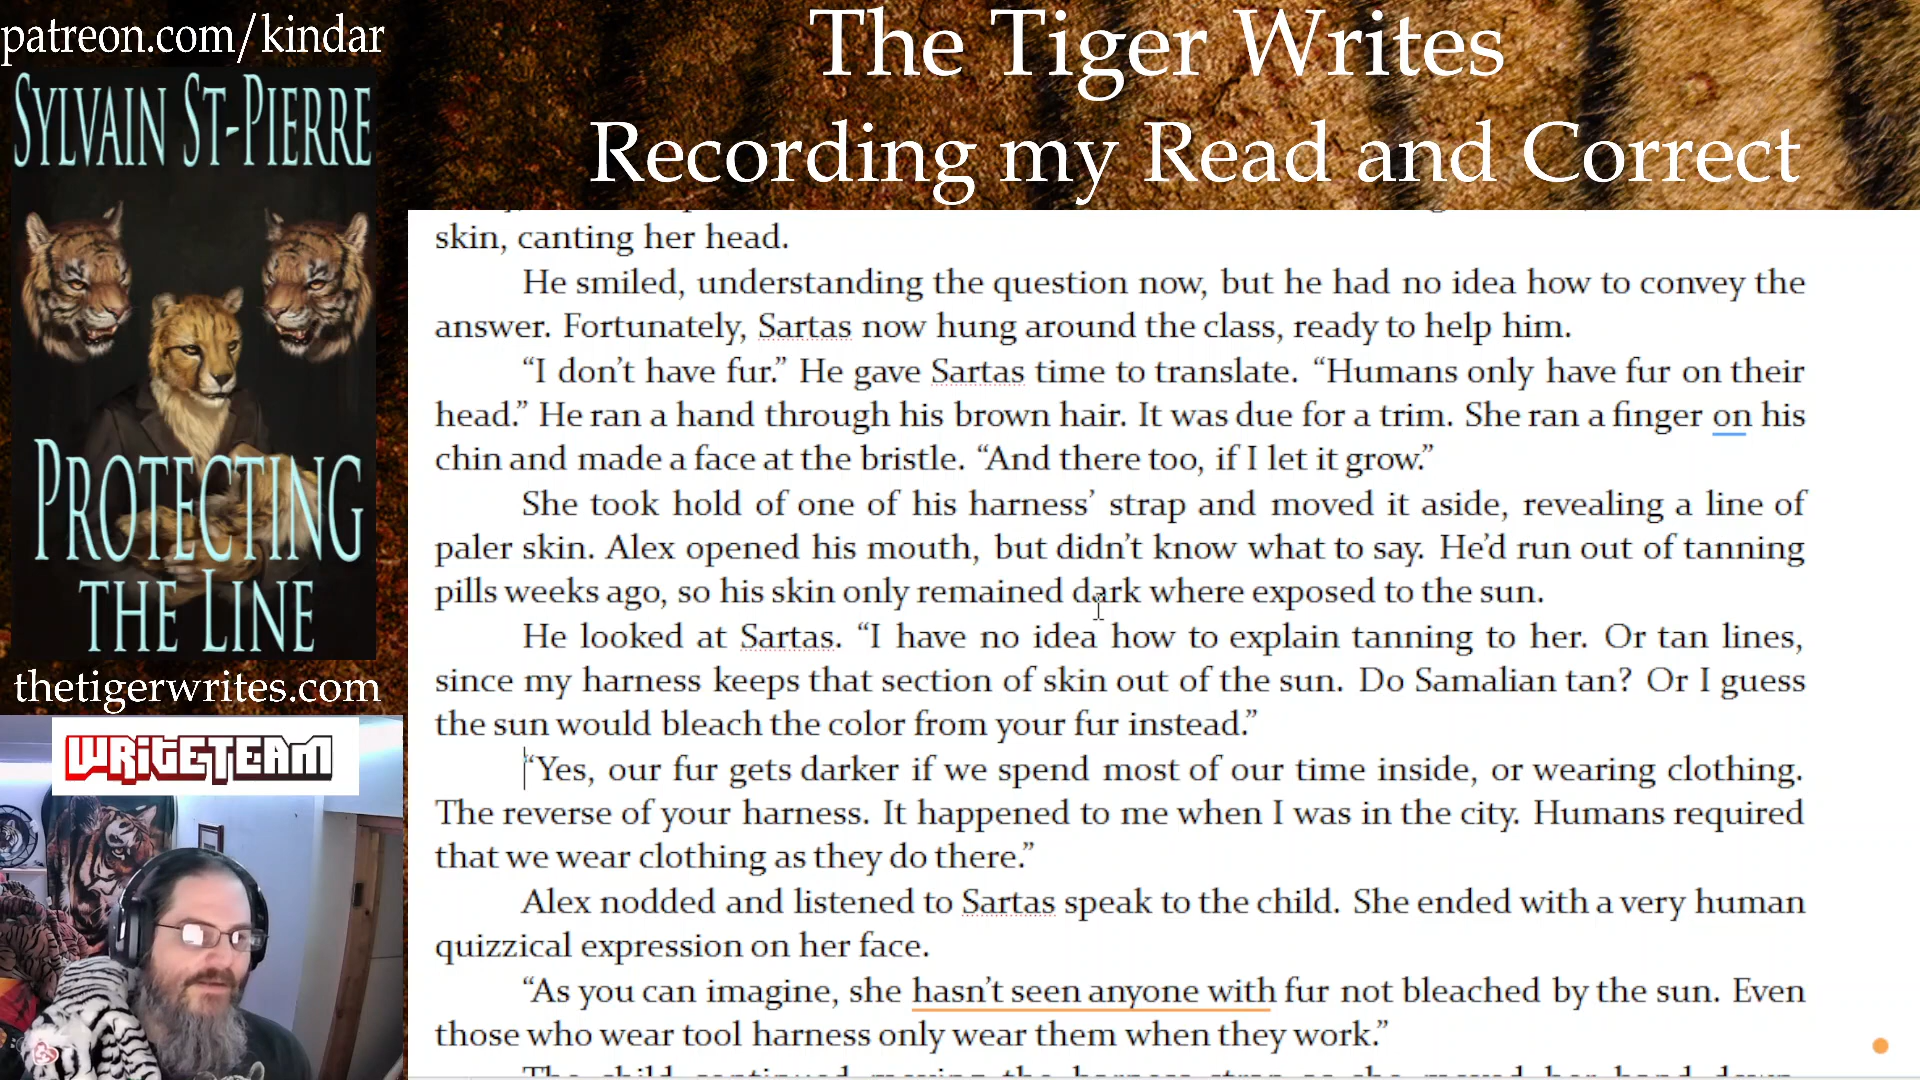 patreon.com/kindar
SYLVAIN ST-PIERRE
PROTECTING
THE LINE
thetigerwrites.com
WRITETEAM
The Tiger Writes
Recording my Read and Correct
skin, canting her head.
He smiled, understanding the question now, but he had no idea how to convey the
answer. Fortunately, Sartas now hung around the class, ready to help him.
“I don’t have fur.” He gave Sartas time to translate. “Humans only have fur on their
head.” He ran a hand through his brown hair. It was due for a trim. She ran a finger on his
chin and made a face at the bristle. “And there too, if I let it grow.”
She took hold of one of his harness’ strap and moved it aside, revealing a line of
paler skin. Alex opened his mouth, but didn’t know what to say. He’d run out of tanning
pills weeks ago, so his skin only remained dark where exposed to the sun.
He looked at Sartas. “I have no idea how to explain tanning to her. Or tan lines,
since my harness keeps that section of skin out of the sun. Do Samalian tan? Or I guess
the sun would bleach the color from your fur instead.”
“Yes, our fur gets darker if we spend most of our time inside, or wearing clothing.
The reverse of your harness. It happened to me when I was in the city. Humans required
that we wear clothing as they do there.”
Alex nodded and listened to Sartas speak to the child. She ended with a very human
quizzical expression on her face.
“As you can imagine, she hasn’t seen anyone with fur not bleached by the sun. Even
those who wear tool harness only wear them when they work.”
The child continued moving the harness strap as she moved her hand down